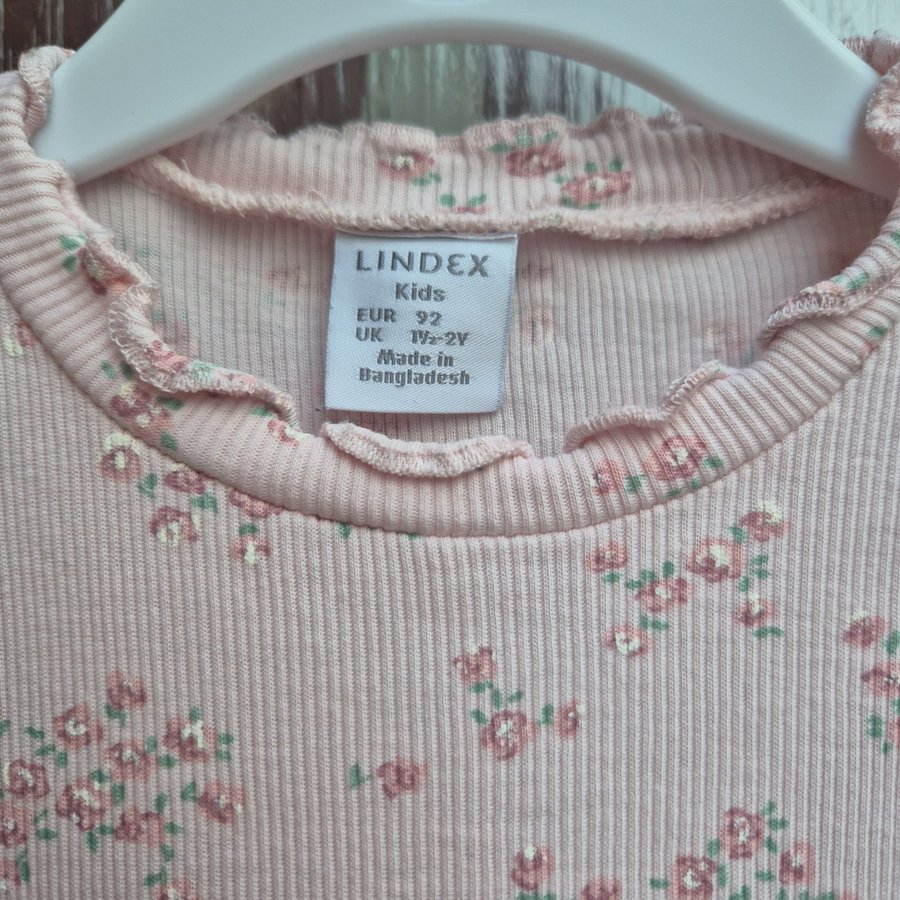 LINDEX
Kids
EUR 92
UK 1½-2Y
Made in
Bangladesh